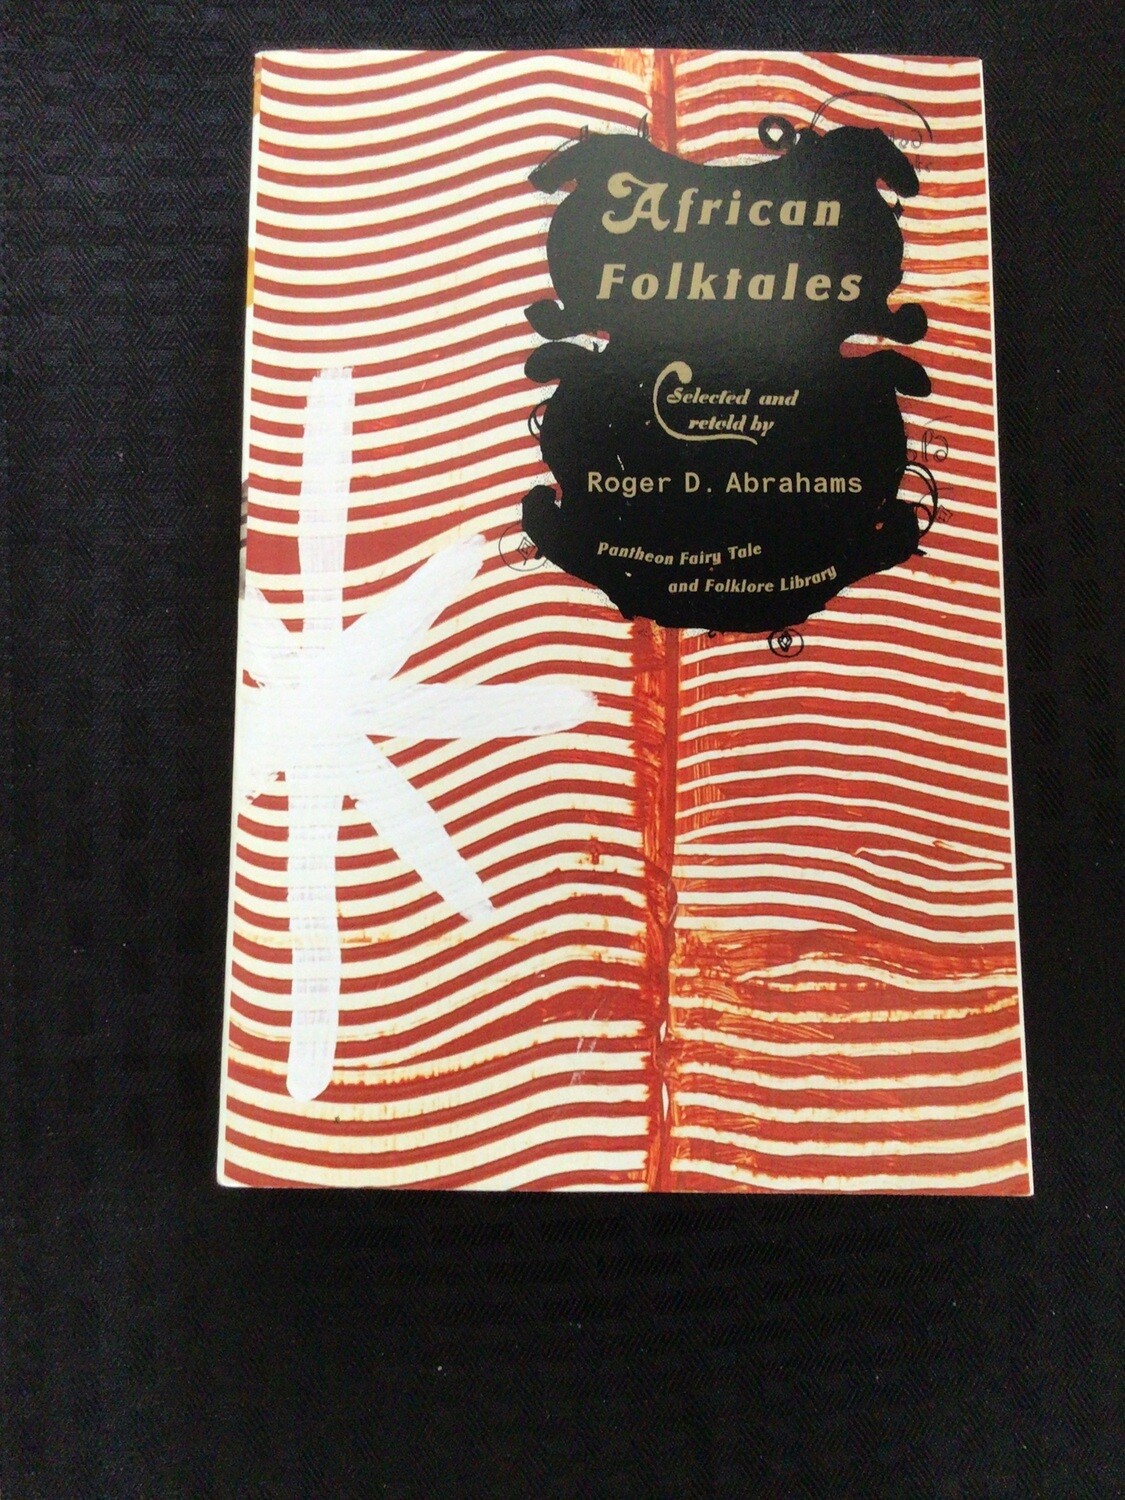 African
Folktales
Selected and
retold by
Roger D. Abrahams
Pantheon Fairy Tale
and Folklore Library